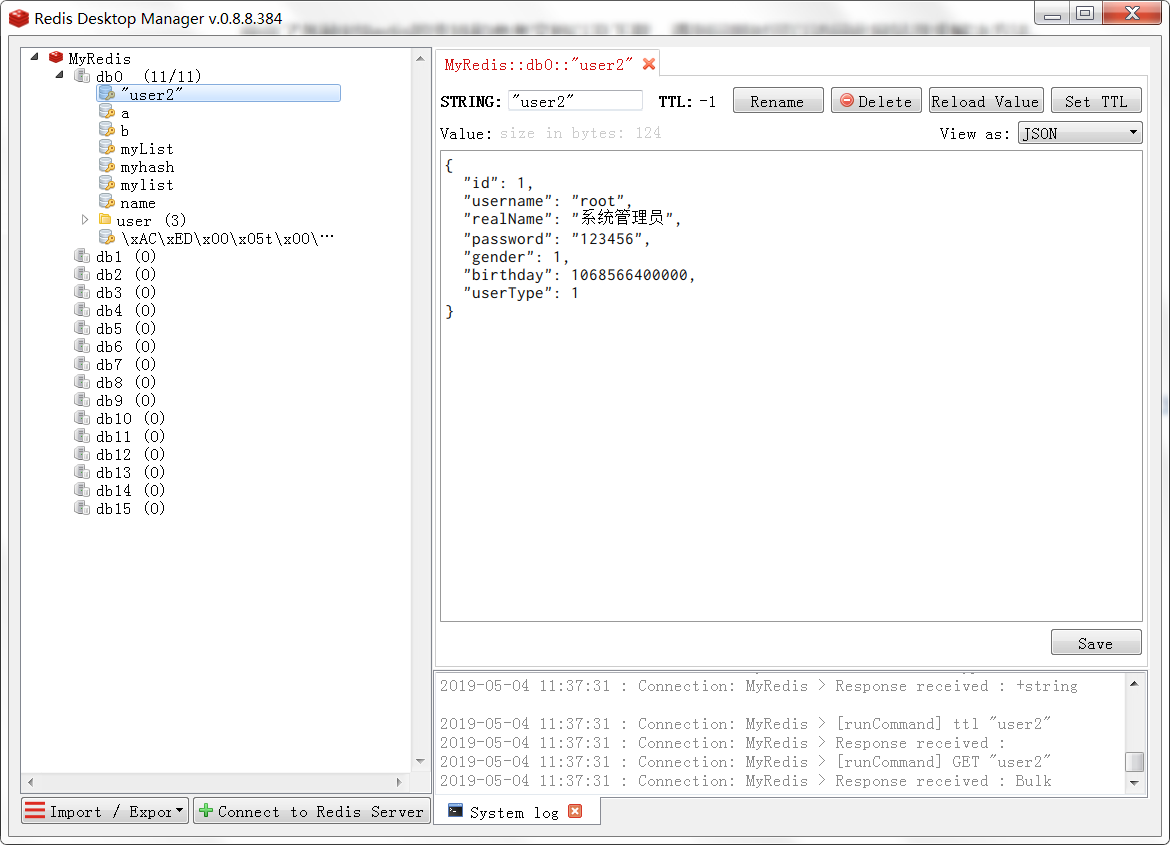 Redis Desktop Manager v.0.8.8.384
MyRedis
db0 (11/11)
"user2"
a
b
myList
myhash
mylist
name
user (3)
\xAC\xED\x00\x05t\x00\···
db1 (0)
db2 (0)
db3 (0)
db4 (0)
db5 (0)
db6 (0)
db7 (0)
db8 (0)
db9 (0)
db10 (0)
db11 (0)
db12 (0)
db13 (0)
db14 (0)
db15 (0)
Import / Expor
Connect to Redis Server
MyRedis::db0::"user2"
STRING: "user2" TTL: -1 Rename Delete Reload Value Set TTL
Value: size in bytes: 124 View as: JSON
{
"id": 1,
"username": "root",
"realName": "系统管理员",
"password": "123456",
"gender": 1,
"birthday": 1068566400000,
"userType": 1
}
Save
2019-05-04 11:37:31 : Connection: MyRedis > Response received : +string
2019-05-04 11:37:31 : Connection: MyRedis > [runCommand] ttl "user2"
2019-05-04 11:37:31 : Connection: MyRedis > Response received :
2019-05-04 11:37:31 : Connection: MyRedis > [runCommand] GET "user2"
2019-05-04 11:37:31 : Connection: MyRedis > Response received : Bulk
System log